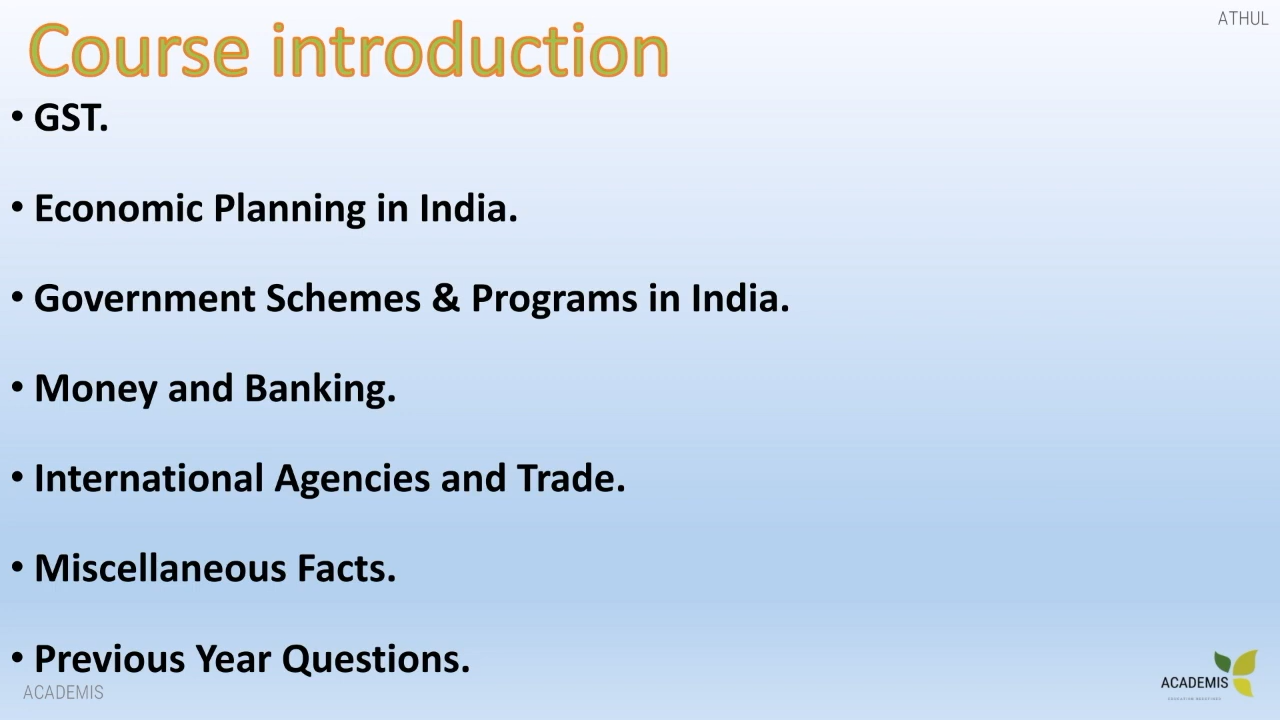 ATHUL
Course introduction
• GST.
• Economic Planning in India.
• Government Schemes & Programs in India.
• Money and Banking.
• International Agencies and Trade.
• Miscellaneous Facts.
• Previous Year Questions.
ACADEMIS
ACADEMIS